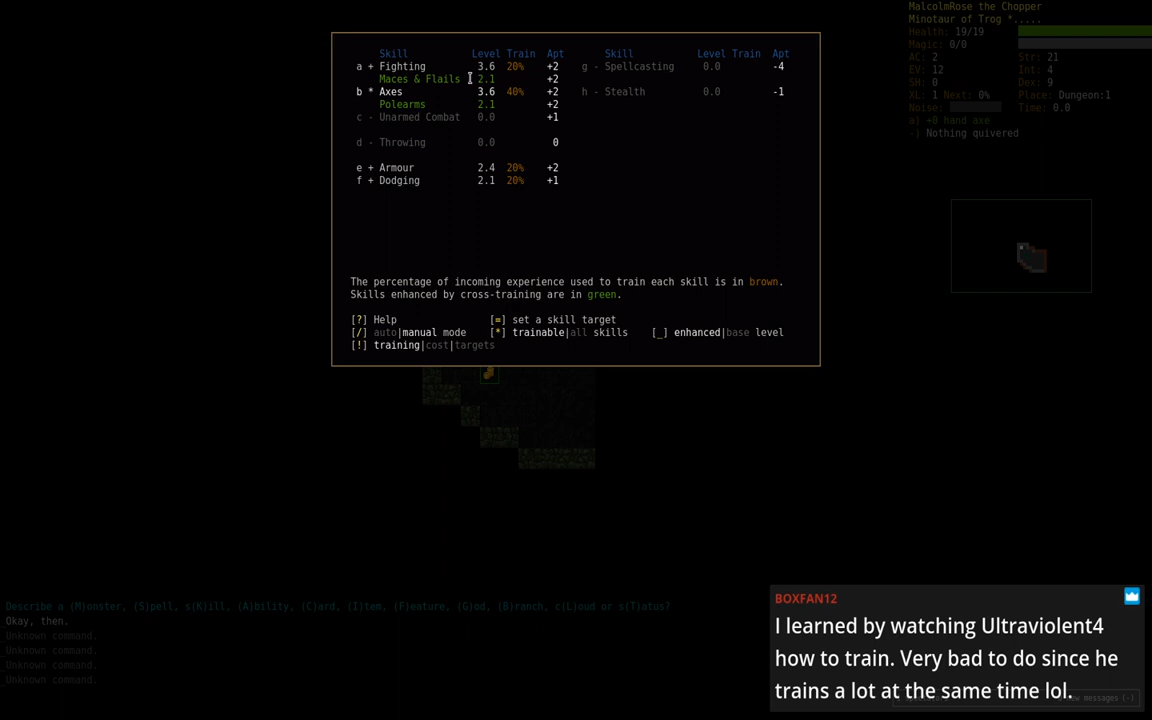 MalcolmRose the Chopper
Minotaur of Trog *.....
Health: 19/19
Magic: 0/0
AC: 2 Str: 21
EV: 12 Int: 4
SH: 0 Dex: 9
XL: 1 Next: 0% Place: Dungeon:1
Noise: Time: 0.0
a) +0 hand axe
-) Nothing quivered
Skill Level Train Apt Skill Level Train Apt
a + Fighting 3.6 20% +2 g - Spellcasting 0.0 -4
Maces & Flails 2.1 +2
b * Axes 3.6 40% +2 h - Stealth 0.0 -1
Polearms 2.1 +2
c - Unarmed Combat 0.0 +1
d - Throwing 0.0 0
e + Armour 2.4 20% +2
f + Dodging 2.1 20% +1
The percentage of incoming experience used to train each skill is in brown.
Skills enhanced by cross-training are in green.
[?] Help [=] set a skill target
[/] auto|manual mode [*] trainable|all skills [_] enhanced|base level
[!] training|cost|targets
Describe a (M)onster, (S)pell, s(K)ill, (A)bility, (C)ard, (I)tem, (F)eature, (G)od, (B)ranch, c(L)oud or s(T)atus?
Okay, then.
Unknown command.
Unknown command.
Unknown command.
Unknown command.
BOXFAN12
I learned by watching Ultraviolent4
how to train. Very bad to do since he
trains a lot at the same time lol.
messages (-)